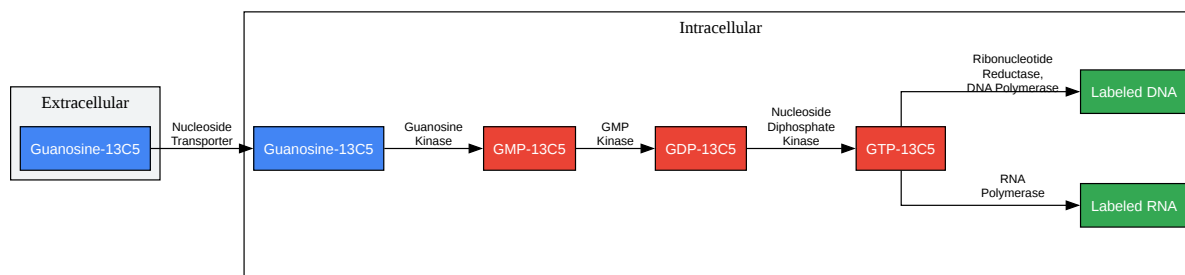 Intracellular
Extracellular
Guanosine-13C5
Nucleoside
Transporter
Guanosine-13C5
Guanosine
Kinase
GMP-13C5
GMP
Kinase
GDP-13C5
Nucleoside
Diphosphate
Kinase
GTP-13C5
Ribonucleotide
Reductase,
DNA Polymerase
Labeled DNA
RNA
Polymerase
Labeled RNA